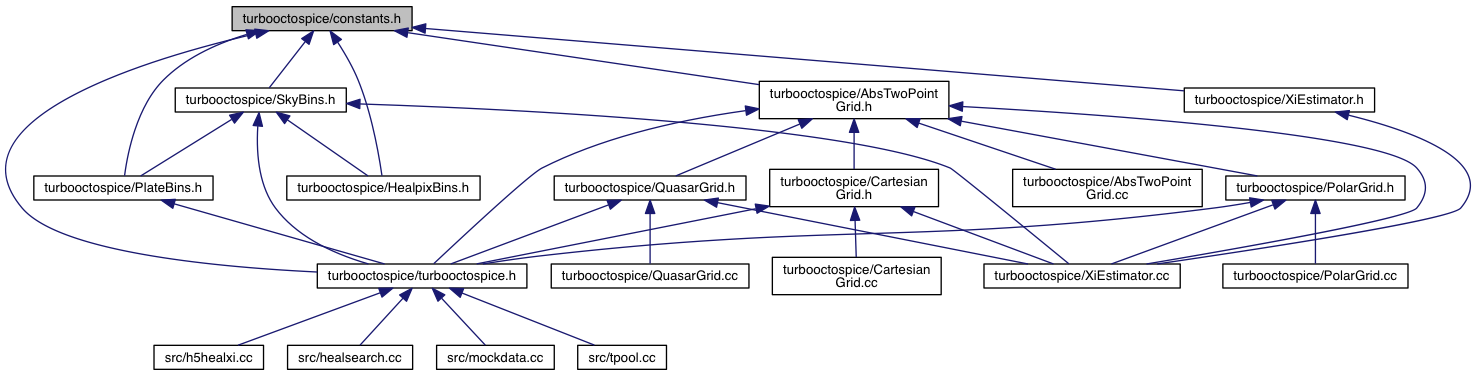 turbooctospice/constants.h
turbooctospice/SkyBins.h
turbooctospice/AbsTwoPoint
Grid.h
turbooctospice/XiEstimator.h
turbooctospice/PlateBins.h
turbooctospice/HealpixBins.h
turbooctospice/QuasarGrid.h
turbooctospice/Cartesian
Grid.h
turbooctospice/AbsTwoPoint
Grid.cc
turbooctospice/PolarGrid.h
turbooctospice/turbooctospice.h
turbooctospice/QuasarGrid.cc
turbooctospice/Cartesian
Grid.cc
turbooctospice/XiEstimator.cc
turbooctospice/PolarGrid.cc
src/h5healxi.cc
src/healsearch.cc
src/mockdata.cc
src/tpool.cc